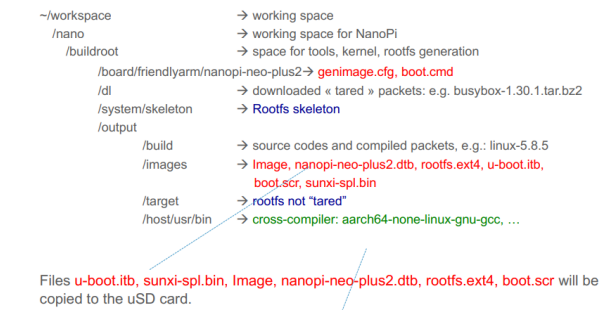 ~/workspace → working space
/nano → working space for NanoPi
/buildroot → space for tools, kernel, rootfs generation
/board/friendlyarm/nanopi-neo-plus2→ genimage.cfg, boot.cmd
/dl → downloaded « tared » packets: e.g. busybox-1.30.1.tar.bz2
/system/skeleton → Rootfs skeleton
/output
/build → source codes and compiled packets, e.g.: linux-5.8.5
/images → Image, nanopi-neo-plus2.dtb, rootfs.ext4, u-boot.itb,
boot.scr, sunxi-spl.bin
/target → rootfs not “tared”
/host/usr/bin → cross-compiler: aarch64-none-linux-gnu-gcc, …
Files u-boot.itb, sunxi-spl.bin, Image, nanopi-neo-plus2.dtb, rootfs.ext4, boot.scr will be
copied to the uSD card.